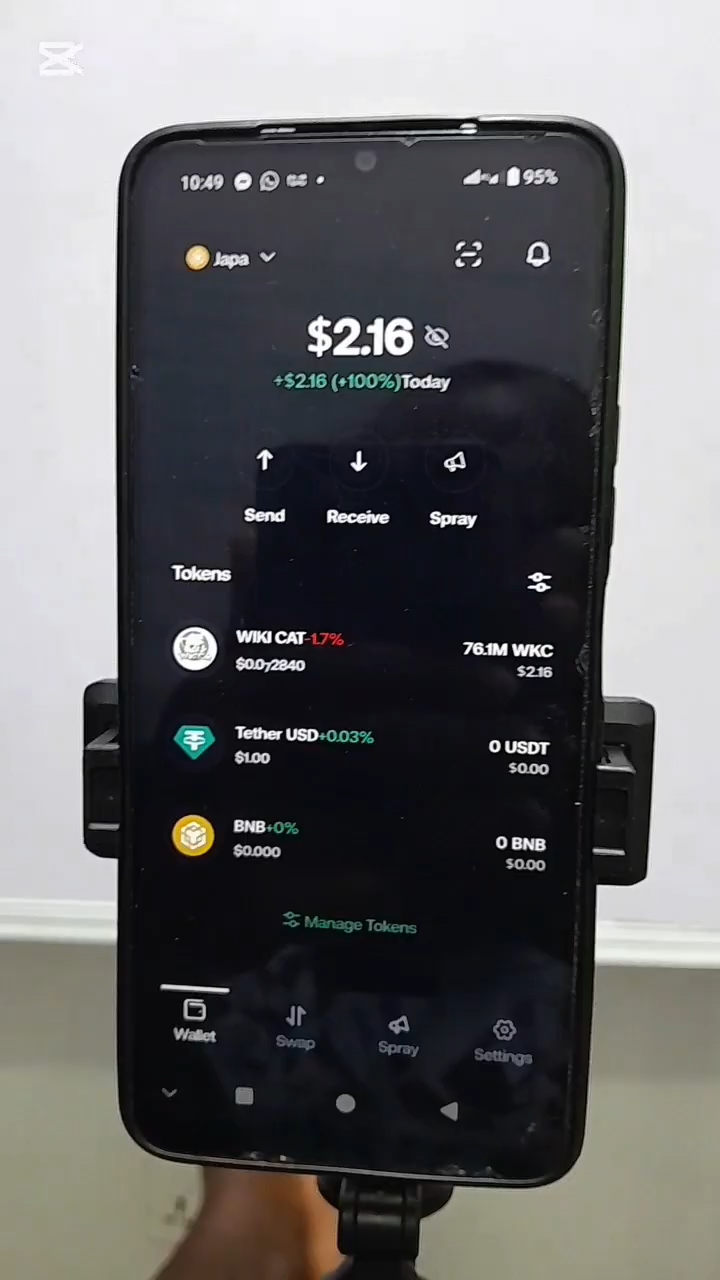 10:49
95%
Japa
$2.16
+$2.16 (+100%)Today
Send
Receive
Spray
Tokens
WIKI CAT-1.7%
76.1M WKC
$0.0₇2840
$2.16
Tether USD+0.03%
0 USDT
$1.00
$0.00
BNB+0%
0 BNB
$0.000
$0.00
Manage Tokens
Wallet
Swap
Spray
Settings